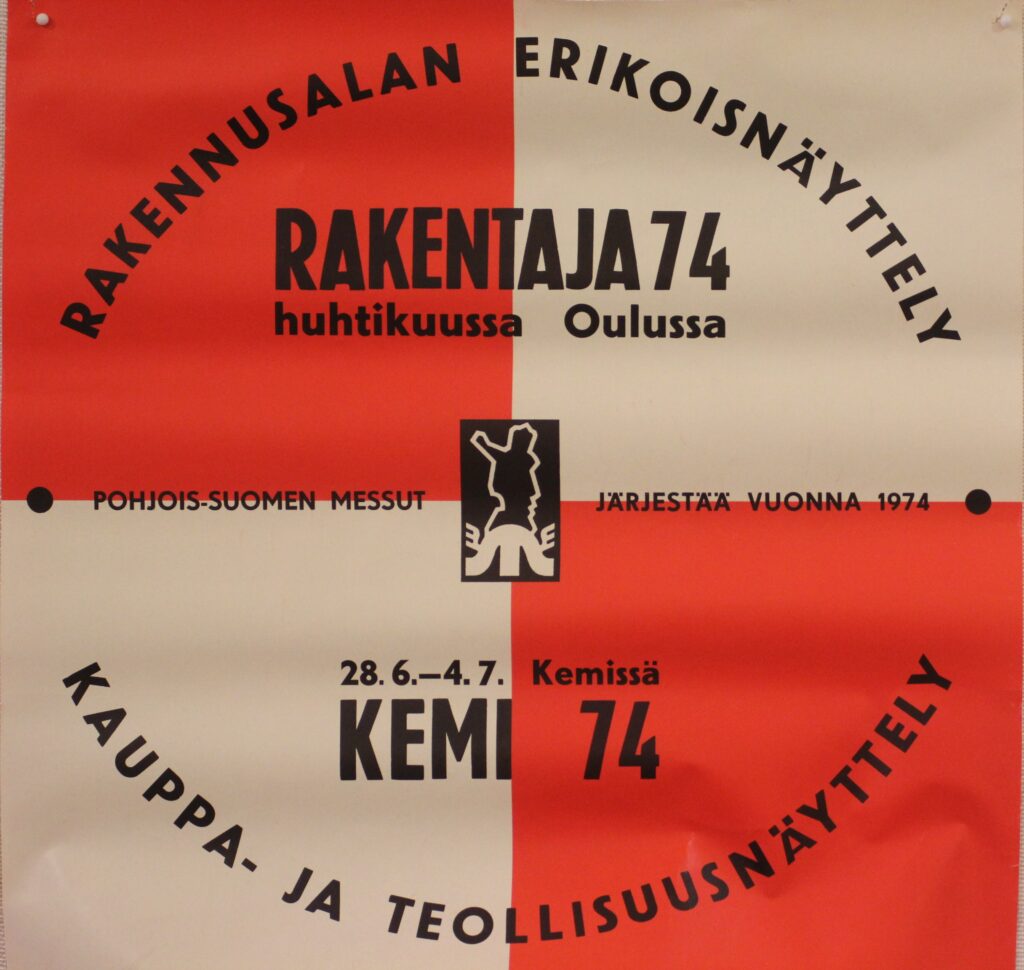 RAKENNUSALAN ERIKOISNÄYTTELY
RAKENTAJA 74
huhtikuussa Oulussa
POHJOIS-SUOMEN MESSUT JÄRJESTÄÄ VUONNA 1974
28.6.–4.7. Kemissä
KEMI 74
KAUPPA- JA TEOLLISUUSNÄYTTELY